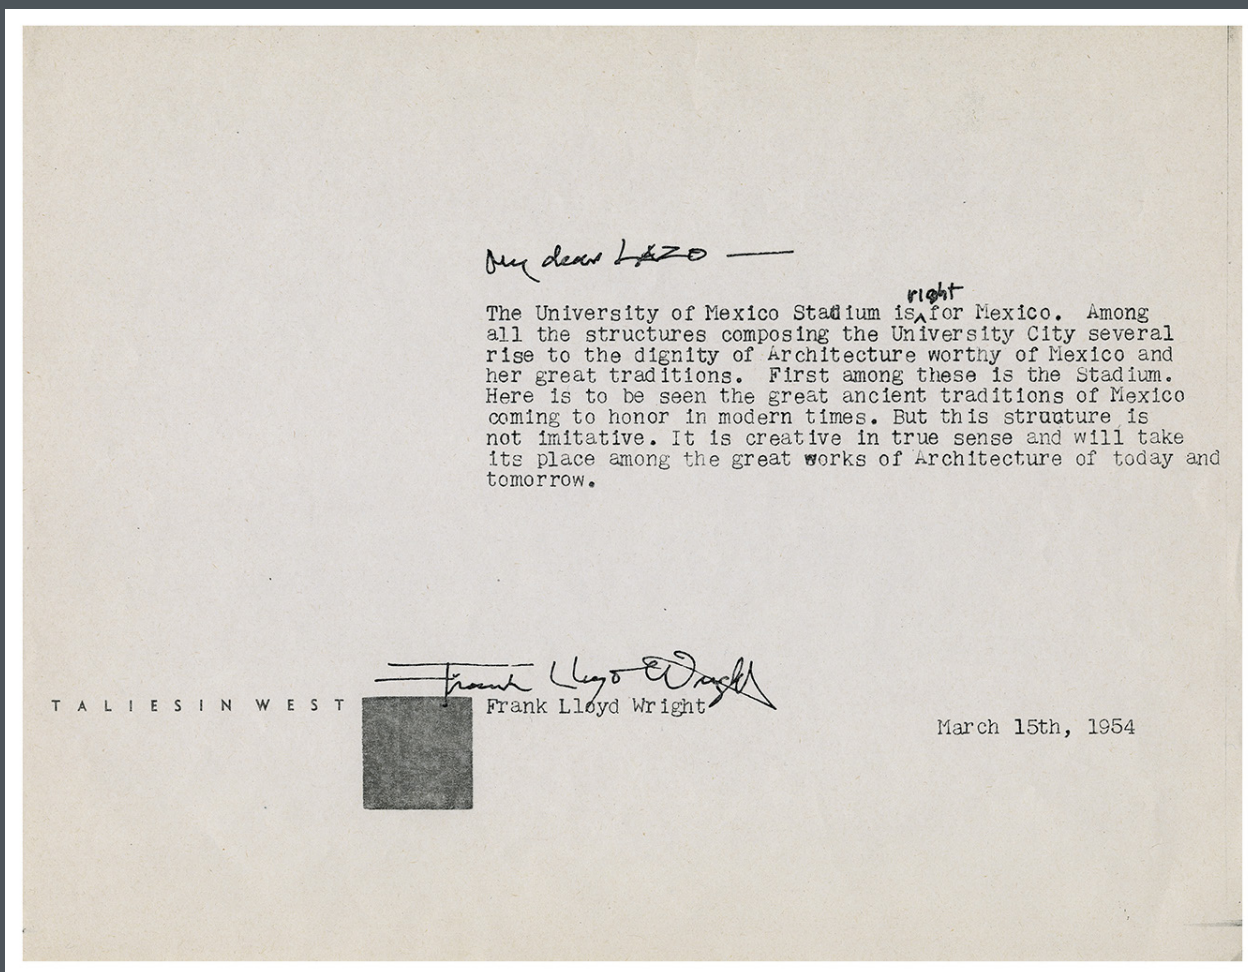 My dear LAZO —
right
The University of Mexico Stadium is^for Mexico. Among
all the structures composing the University City several
rise to the dignity of Architecture worthy of Mexico and
her great traditions. First among these is the Stadium.
Here is to be seen the great ancient traditions of Mexico
coming to honor in modern times. But this struuture is
not imitative. It is creative in true sense and will take
its place among the great works of Architecture of today and
tomorrow.
Frank Lloyd Wright
TALIESIN WEST
Frank Lloyd Wright
March 15th, 1954